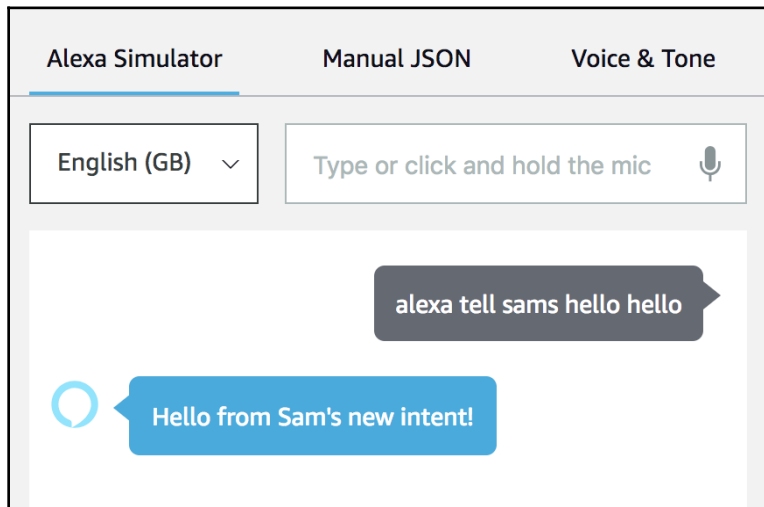 Alexa Simulator Manual JSON Voice & Tone
English (GB) Type or click and hold the mic
alexa tell sams hello hello
Hello from Sam's new intent!